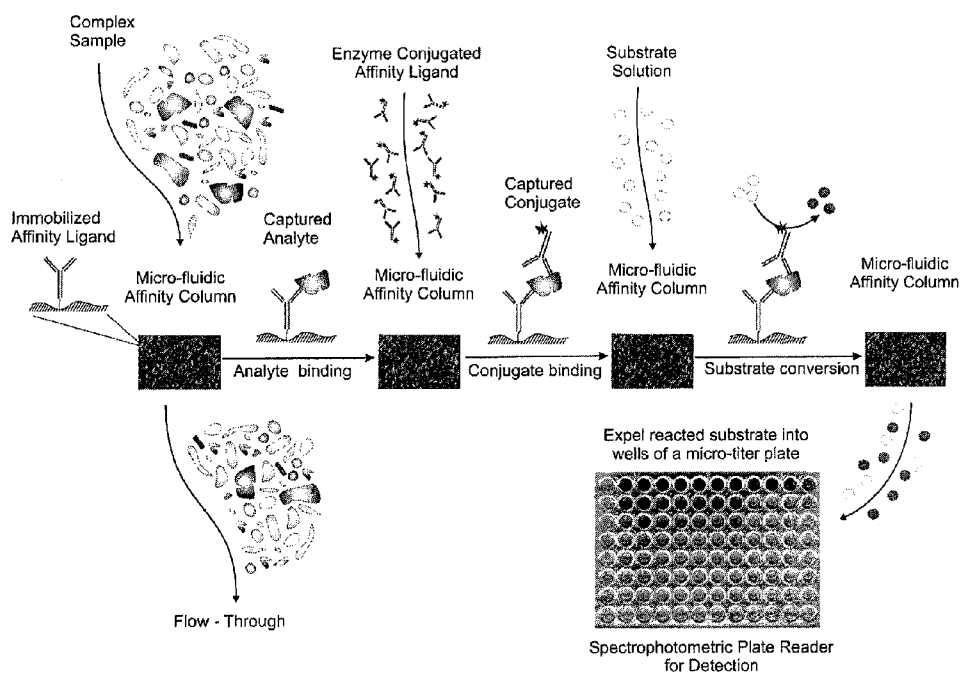 Complex
Sample
Enzyme Conjugated
Affinity Ligand
Substrate
Solution
Immobilized
Affinity Ligand
Captured
Analyte
Captured
Conjugate
Micro-fluidic
Affinity Column
Micro-fluidic
Affinity Column
Micro-fluidic
Affinity Column
Micro-fluidic
Affinity Column
Analyte binding
Conjugate binding
Substrate conversion
Expel reacted substrate into
wells of a micro-titer plate
Flow - Through
Spectrophotometric Plate Reader
for Detection